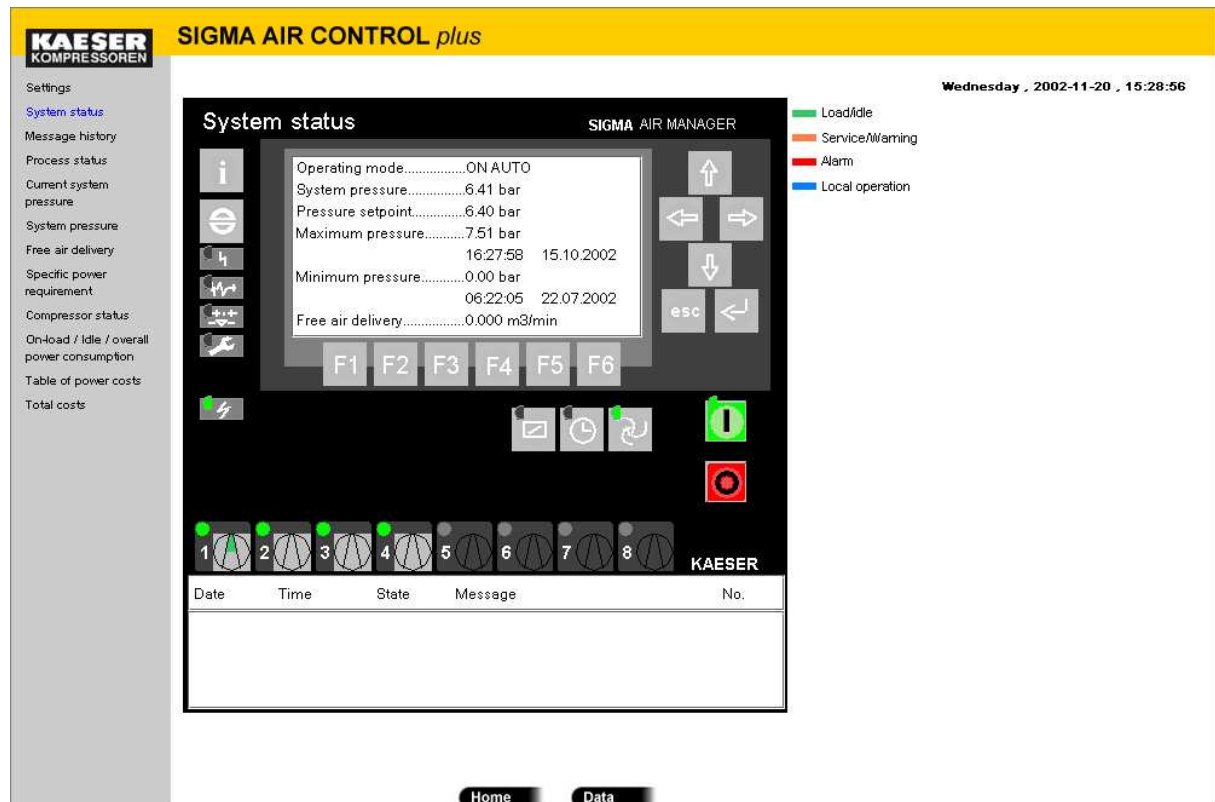 KAESER
KOMPRESSOREN
SIGMA AIR CONTROL plus
Settings
System status
Message history
Process status
Current system
pressure
System pressure
Free air delivery
Specific power
requirement
Compressor status
On-load / Idle / overall
power consumption
Table of power costs
Total costs
Wednesday , 2002-11-20 , 15:28:56
Load/idle
Service/Warning
Alarm
Local operation
System status
SIGMA AIR MANAGER
i
Operating mode................ON AUTO
System pressure..............6.41 bar
Pressure setpoint.............6.40 bar
Maximum pressure..........7.51 bar
16:27:58 15.10.2002
Minimum pressure...........0.00 bar
06:22:05 22.07.2002
Free air delivery................0.000 m3/min
esc
F1 F2 F3 F4 F5 F6
1 2 3 4 5 6 7 8
KAESER
Date Time State Message No.
Home Data